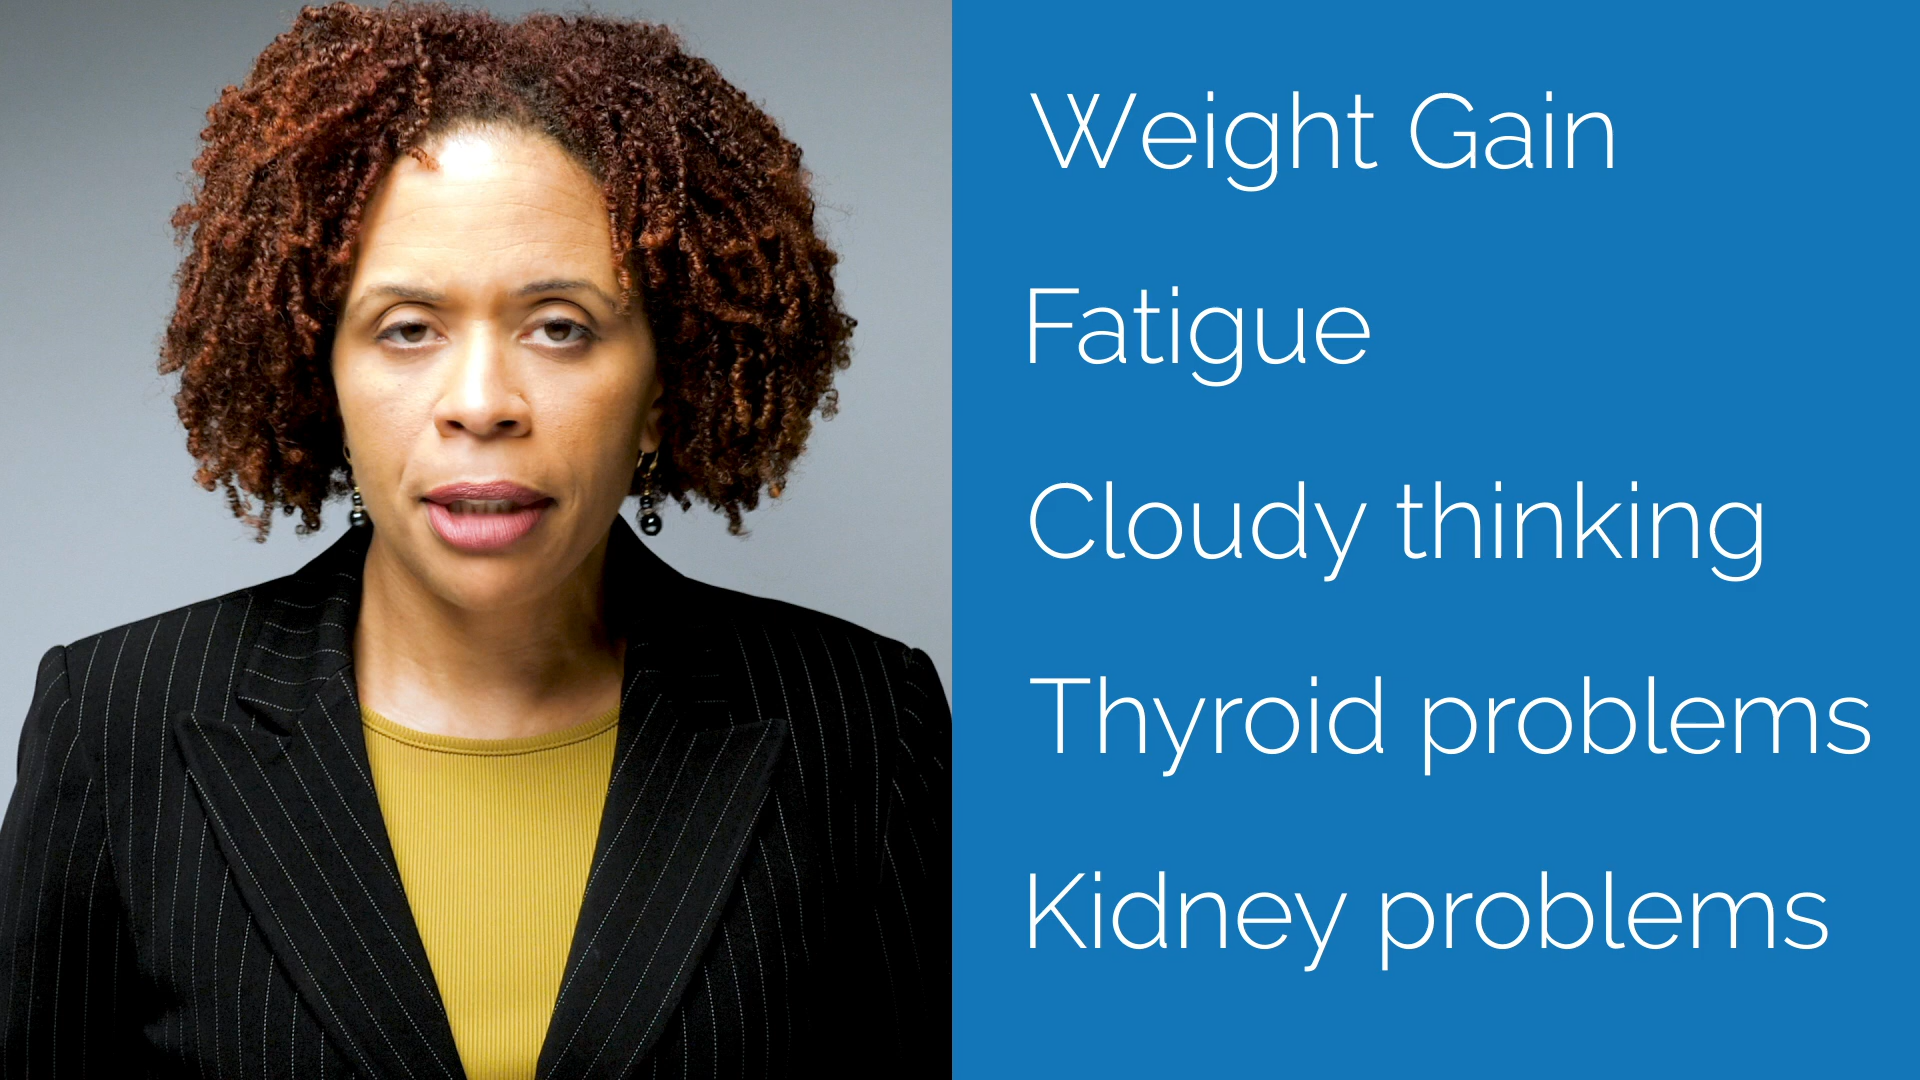 Weight Gain
Fatigue
Cloudy thinking
Thyroid problems
Kidney problems